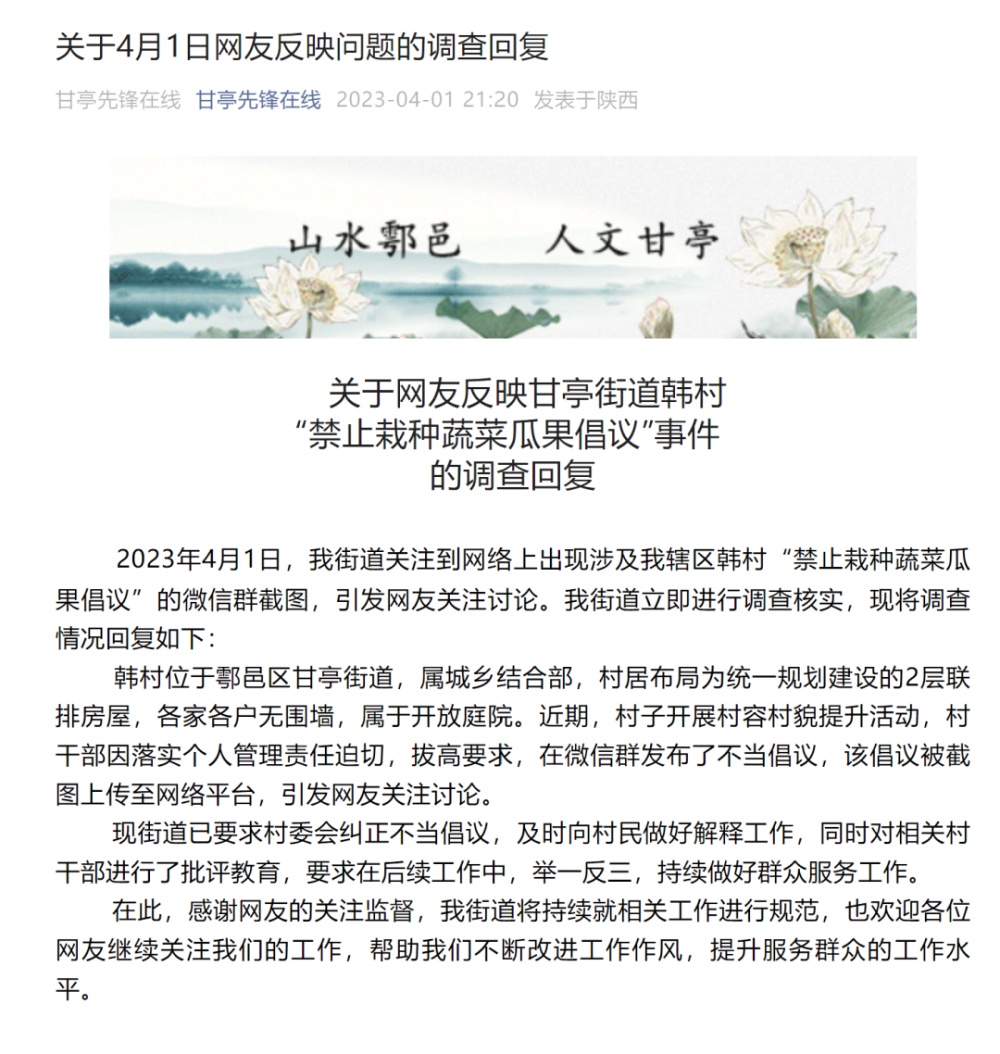 关于4月1日网友反映问题的调查回复
甘亭先锋在线 甘亭先锋在线 2023-04-01 21:20 发表于陕西
山水鄠邑 人文甘亭
关于网友反映甘亭街道韩村
“禁止栽种蔬菜瓜果倡议”事件
的调查回复
2023年4月1日，我街道关注到网络上出现涉及我辖区韩村“禁止栽种蔬菜瓜
果倡议”的微信群截图，引发网友关注讨论。我街道立即进行调查核实，现将调查
情况回复如下：
韩村位于鄠邑区甘亭街道，属城乡结合部，村居布局为统一规划建设的2层联
排房屋，各家各户无围墙，属于开放庭院。近期，村子开展村容村貌提升活动，村
干部因落实个人管理责任迫切，拔高要求，在微信群发布了不当倡议，该倡议被截
图上传至网络平台，引发网友关注讨论。
现街道已要求村委会纠正不当倡议，及时向村民做好解释工作，同时对相关村
干部进行了批评教育，要求在后续工作中，举一反三，持续做好群众服务工作。
在此，感谢网友的关注监督，我街道将持续就相关工作进行规范，也欢迎各位
网友继续关注我们的工作，帮助我们不断改进工作作风，提升服务群众的工作水
平。